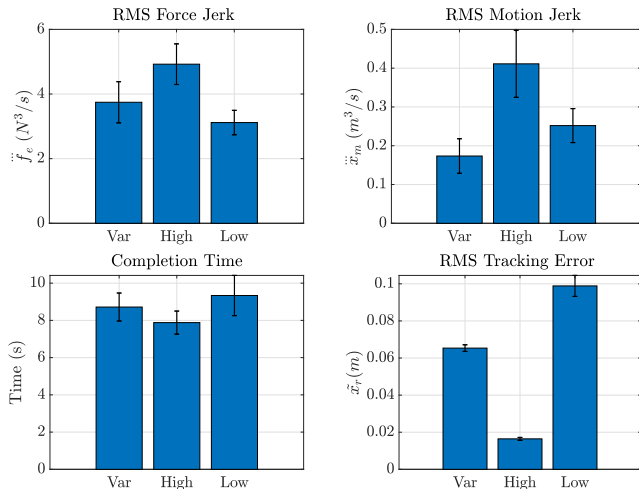 RMS Force Jerk
6
4
2
0
f⃛_e (N^3/s)
Var High Low
RMS Motion Jerk
0.5
0.4
0.3
0.2
0.1
0
x⃛_m (m^3/s)
Var High Low
Completion Time
10
8
6
4
2
0
Time (s)
Var High Low
RMS Tracking Error
0.1
0.08
0.06
0.04
0.02
0
x̃_r(m)
Var High Low